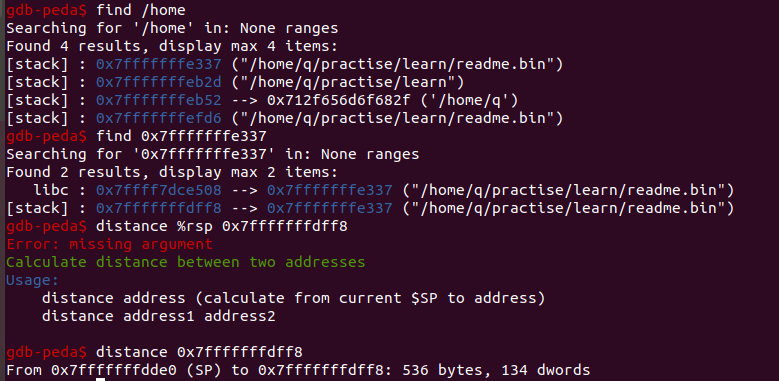 gdb-peda$ find /home
Searching for '/home' in: None ranges
Found 4 results, display max 4 items:
[stack] : 0x7fffffffe337 ("/home/q/practise/learn/readme.bin")
[stack] : 0x7fffffffeb2d ("/home/q/practise/learn")
[stack] : 0x7fffffffeb52 --> 0x712f656d6f682f ('/home/q')
[stack] : 0x7fffffffefd6 ("/home/q/practise/learn/readme.bin")
gdb-peda$ find 0x7fffffffe337
Searching for '0x7fffffffe337' in: None ranges
Found 2 results, display max 2 items:
   libc : 0x7ffff7dce508 --> 0x7fffffffe337 ("/home/q/practise/learn/readme.bin")
[stack] : 0x7fffffffdff8 --> 0x7fffffffe337 ("/home/q/practise/learn/readme.bin")
gdb-peda$ distance %rsp 0x7fffffffdff8
Error: missing argument
Calculate distance between two addresses
Usage:
    distance address (calculate from current $SP to address)
    distance address1 address2

gdb-peda$ distance 0x7fffffffdff8
From 0x7fffffffdde0 (SP) to 0x7fffffffdff8: 536 bytes, 134 dwords